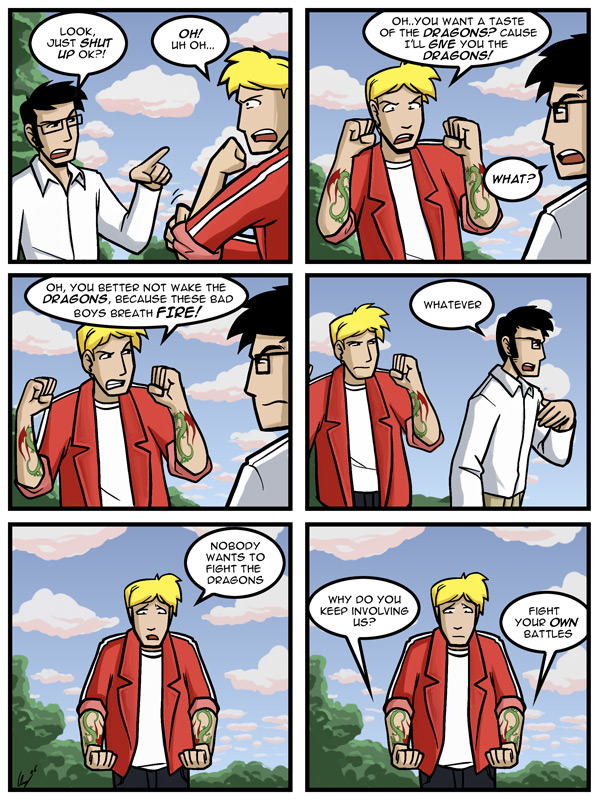 LOOK,
JUST SHUT
UP OK?!
OH!
UH OH...
OH..YOU WANT A TASTE
OF THE DRAGONS? CAUSE
I'LL GIVE YOU THE
DRAGONS!
WHAT?
OH, YOU BETTER NOT WAKE THE
DRAGONS, BECAUSE THESE BAD
BOYS BREATH FIRE!
WHATEVER
NOBODY
WANTS TO
FIGHT THE
DRAGONS
WHY DO YOU
KEEP INVOLVING
US?
FIGHT
YOUR OWN
BATTLES